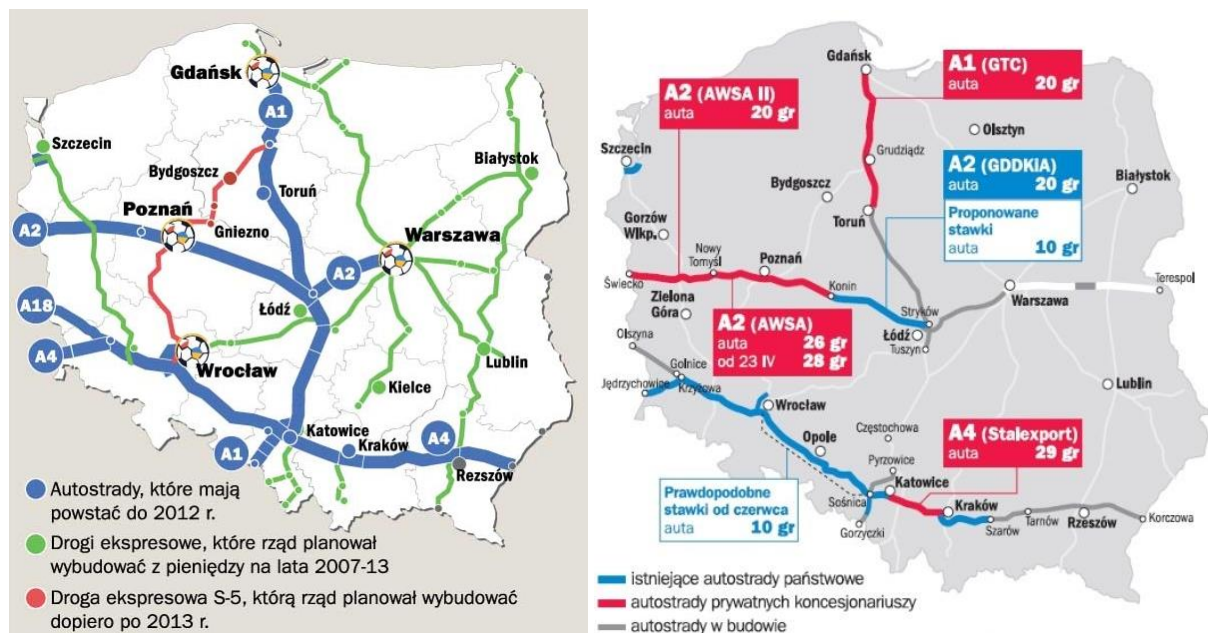 Gdańsk
A1
Szczecin
Bydgoszcz
Białystok
Toruń
Poznań
A2
Gniezno
Warszawa
A2
A18
Łódź
A4
Wrocław
Lublin
Kielce
Katowice
A4
A1
Kraków
Rezszów
Autostrady, które mają
powstać do 2012 r.
Drogi ekspresowe, które rząd planował
wybudować z pieniędzy na lata 2007-13
Droga ekspresowa S-5, którą rząd planował wybudować
dopiero po 2013 r.
Gdańsk
A1 (GTC)
auta 20 gr
A2 (AWSA II)
auta 20 gr
Olsztyn
Szczecin
Grudziądz
A2 (GDDKIA)
auta 20 gr
Proponowane
stawki
auta 10 gr
Bydgoszcz
Białystok
Toruń
Gorzów
Wlkp.
Nowy
Tomyśl
Poznań
Świecko
Konin
Terespol
Warszawa
Zielona
Góra
Stryków
Łódź
Tuszyn
A2 (AWSA)
auta 26 gr
od 23 IV 28 gr
Olszyna
Golnice
Jędrzychowice
Krzyżowa
Lublin
Wrocław
Opole
Częstochowa
Pyrzowice
Katowice
A4 (Stalexport)
auta 29 gr
Prawdopodobne
stawki od czerwca
auta 10 gr
Sośnica
Gorzyczki
Kraków
Szarów
Tarnów
Rzeszów
Korczowa
istniejące autostrady państwowe
autostrady prywatnych koncesjonariuszy
autostrady w budowie